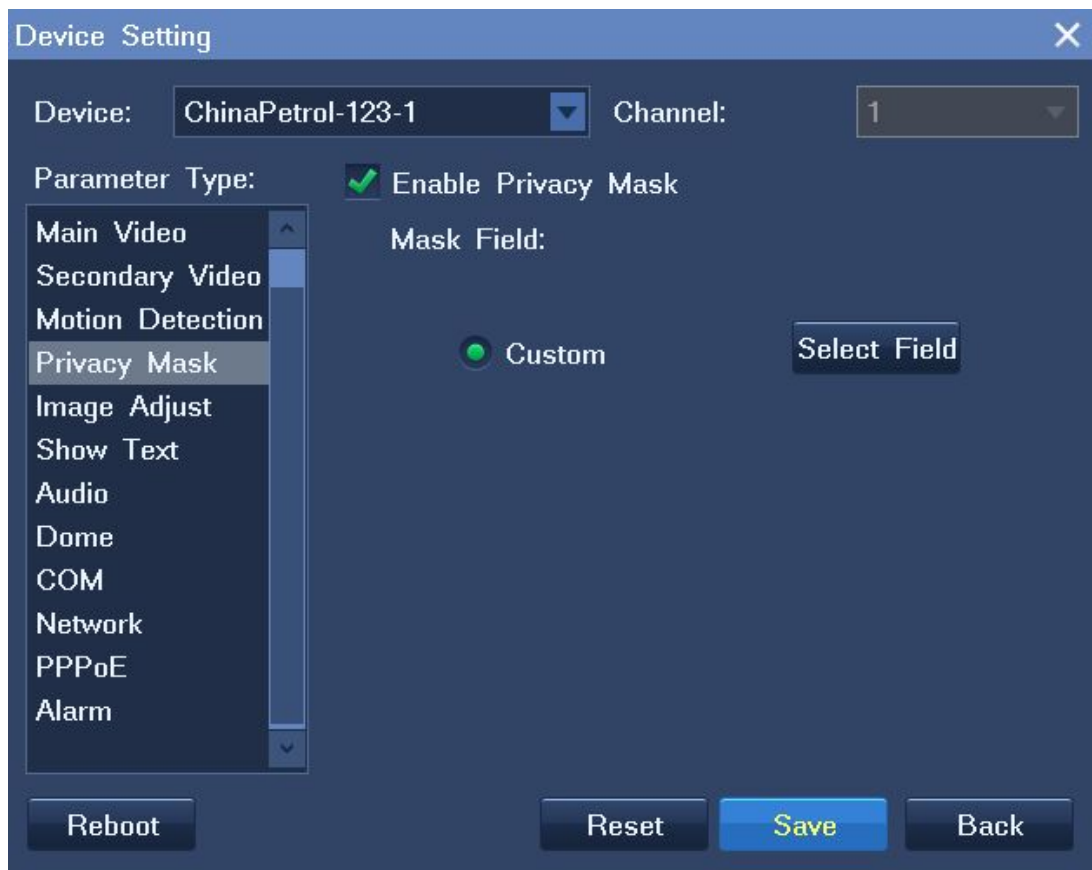 Device Setting
Device: ChinaPetrol-123-1 Channel: 1
Parameter Type:
Enable Privacy Mask
Main Video
Mask Field:
Secondary Video
Motion Detection
Privacy Mask
Custom
Select Field
Image Adjust
Show Text
Audio
Dome
COM
Network
PPPoE
Alarm
Reboot Reset Save Back